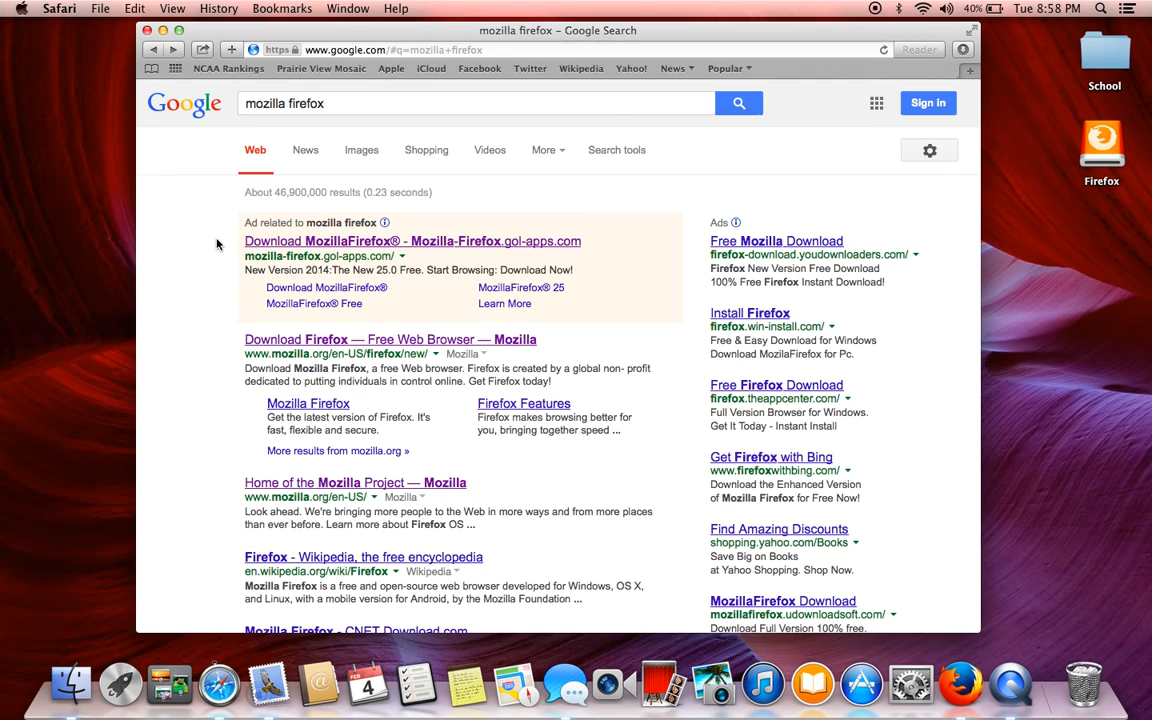 Safari File Edit View History Bookmarks Window Help 40% Tue 8:58 PM
mozilla firefox – Google Search
https www.google.com/#q=mozilla+firefox Reader
NCAA Rankings Prairie View Mosaic Apple iCloud Facebook Twitter Wikipedia Yahoo! News Popular
Google mozilla firefox Sign in
Web News Images Shopping Videos More Search tools
About 46,900,000 results (0.23 seconds)
Ad related to mozilla firefox
Download MozillaFirefox® - Mozilla-Firefox.gol-apps.com
mozilla-firefox.gol-apps.com/
New Version 2014:The New 25.0 Free. Start Browsing: Download Now!
Download MozillaFirefox® MozillaFirefox® 25
MozillaFirefox® Free Learn More
Download Firefox — Free Web Browser — Mozilla
www.mozilla.org/en-US/firefox/new/ Mozilla
Download Mozilla Firefox, a free Web browser. Firefox is created by a global non- profit
dedicated to putting individuals in control online. Get Firefox today!
Mozilla Firefox
Get the latest version of Firefox. It's
fast, flexible and secure.
Firefox Features
Firefox makes browsing better for
you, bringing together speed ...
More results from mozilla.org »
Home of the Mozilla Project — Mozilla
www.mozilla.org/en-US/ Mozilla
Look ahead. We're bringing more people to the Web in more ways and from more places
than ever before. Learn more about Firefox OS ...
Firefox - Wikipedia, the free encyclopedia
en.wikipedia.org/wiki/Firefox Wikipedia
Mozilla Firefox is a free and open-source web browser developed for Windows, OS X,
and Linux, with a mobile version for Android, by the Mozilla Foundation ...
Mozilla Firefox - CNET Download.com
Ads
Free Mozilla Download
firefox-download.youdownloaders.com/
Firefox New Version Free Download
100% Free Firefox Instant Download!
Install Firefox
firefox.win-install.com/
Free & Easy Download for Windows
Download MozilaFirefox for Pc.
Free Firefox Download
firefox.theappcenter.com/
Full Version Browser for Windows.
Get It Today - Instant Install
Get Firefox with Bing
www.firefoxwithbing.com/
Download the Enhanced Version
of Mozilla Firefox for Free Now!
Find Amazing Discounts
shopping.yahoo.com/Books
Save Big on Books
at Yahoo Shopping. Shop Now.
MozillaFirefox Download
mozillafirefox.udownloadsoft.com/
Download Full Version 100% free.
School
Firefox
FEB
4